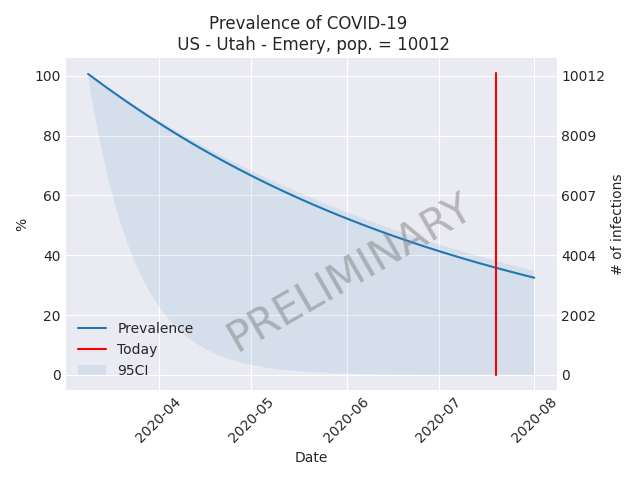 Prevalence of COVID-19
US - Utah - Emery, pop. = 10012
100
80
60
40
20
0
%
10012
8009
6007
4004
2002
0
# of infections
PRELIMINARY
Prevalence
Today
95CI
2020-04
2020-05
2020-06
2020-07
2020-08
Date